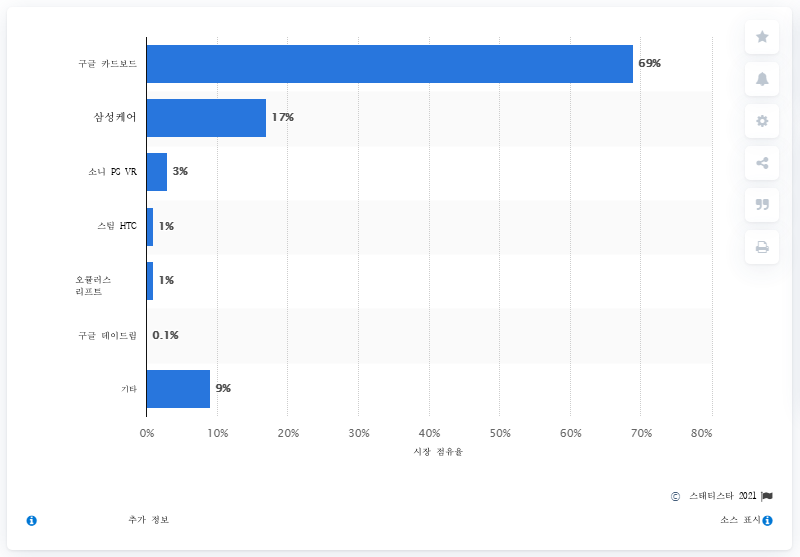 구글 카드보드
69%
삼성케어
17%
소니 PS VR
3%
스팀 HTC
1%
오큘러스
리프트
1%
구글 데이드림
0.1%
기타
9%
0% 10% 20% 30% 40% 50% 60% 70% 80%
시장 점유율
© 스태티스타 2021
추가 정보
소스 표시